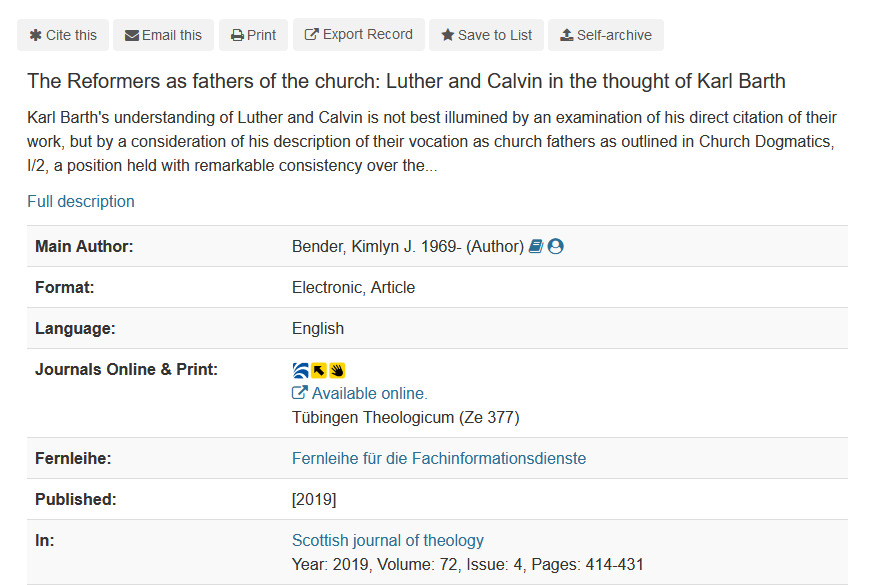 Cite this Email this Print Export Record Save to List Self-archive
The Reformers as fathers of the church: Luther and Calvin in the thought of Karl Barth
Karl Barth's understanding of Luther and Calvin is not best illumined by an examination of his direct citation of their
work, but by a consideration of his description of their vocation as church fathers as outlined in Church Dogmatics,
I/2, a position held with remarkable consistency over the...
Full description
Main Author: Bender, Kimlyn J. 1969- (Author)
Format: Electronic, Article
Language: English
Journals Online & Print:
Available online.
Tübingen Theologicum (Ze 377)
Fernleihe: Fernleihe für die Fachinformationsdienste
Published: [2019]
In: Scottish journal of theology
Year: 2019, Volume: 72, Issue: 4, Pages: 414-431